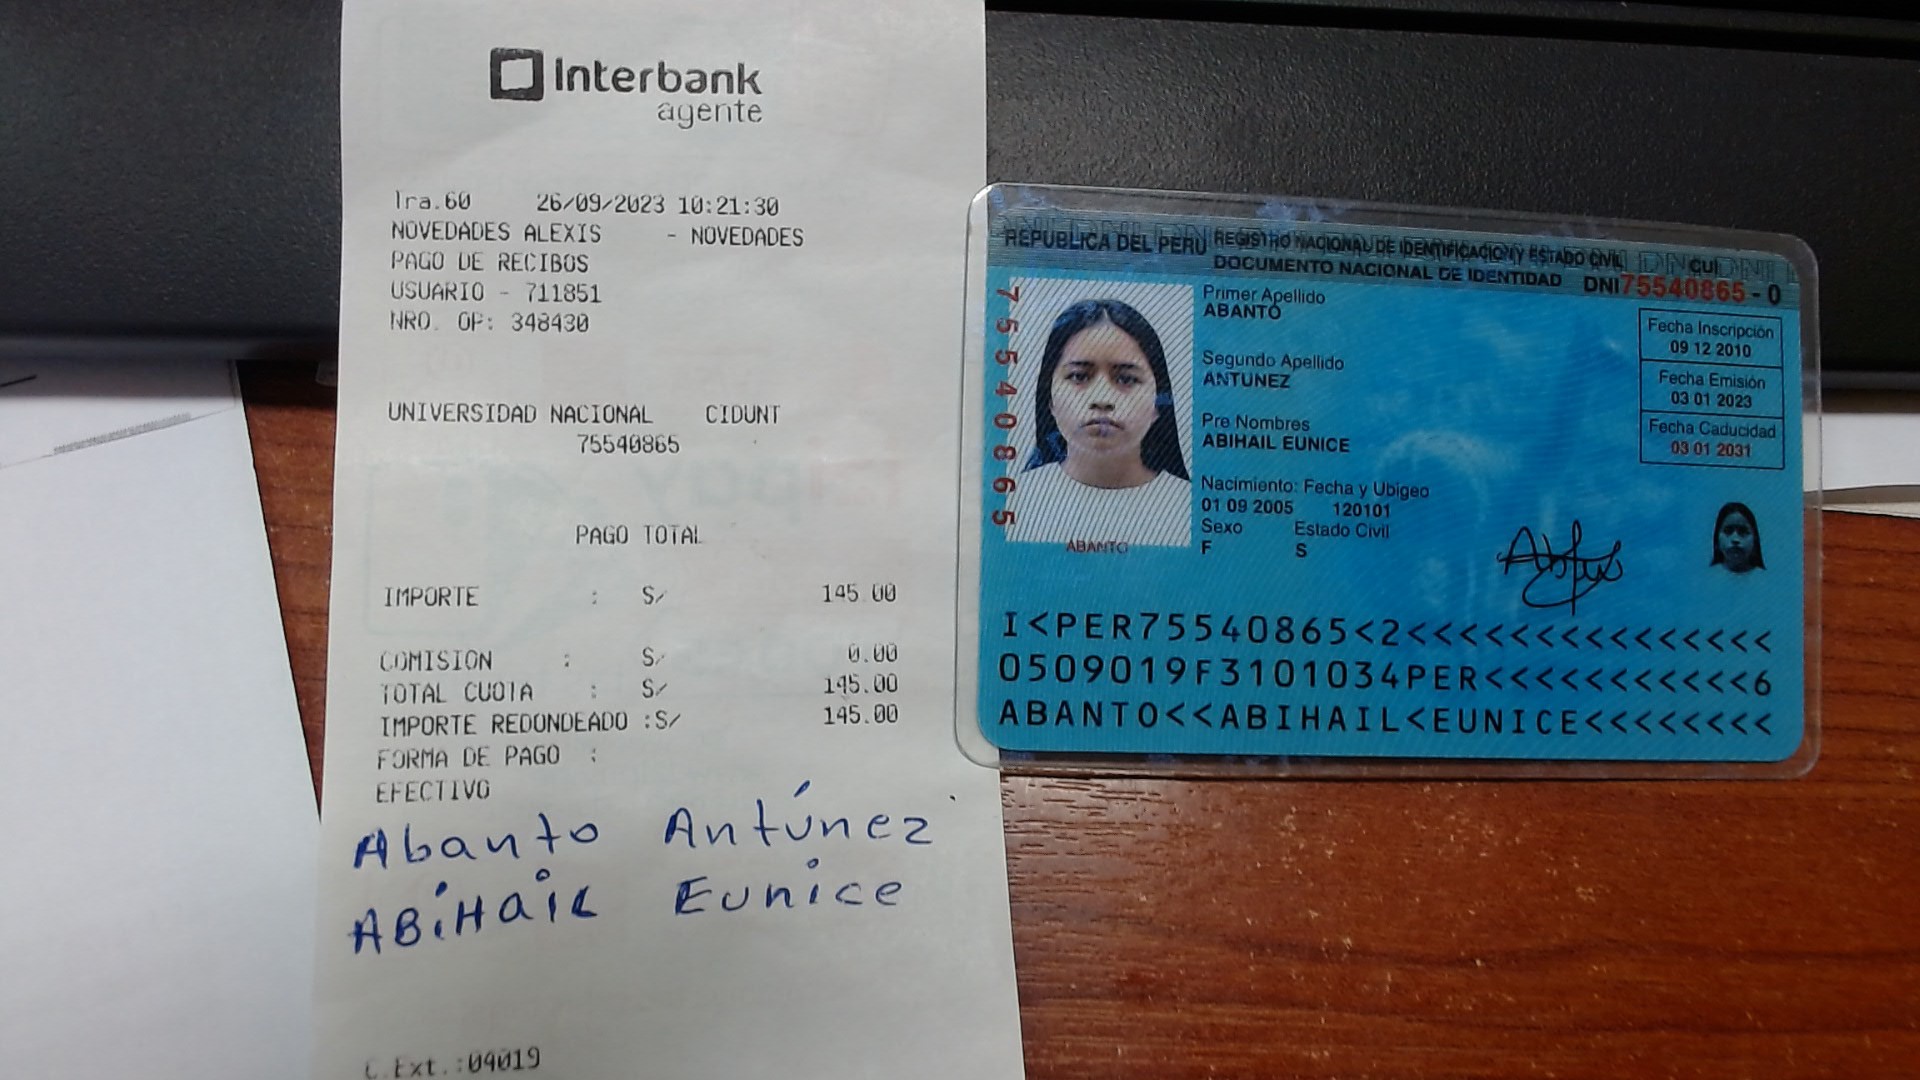 Interbank
agente
Tra.60 26/09/2023 10:21:30
NOVEDADES ALEXIS - NOVEDADES
PAGO DE RECIBOS
USUARIO - 711851
NRO. OP: 348430
UNIVERSIDAD NACIONAL CIDUNT
75540865
PAGO TOTAL
IMPORTE : S/ 145.00
COMISION : S/ 0.00
TOTAL CUOTA : S/ 145.00
IMPORTE REDONDEADO :S/ 145.00
FORMA DE PAGO :
EFECTIVO
Abanto Antúnez
ABiHaiL Eunice
C.Ext.:04019
REPUBLICA DEL PERU REGISTRO NACIONAL DE IDENTIFICACION Y ESTADO CIVIL CUI
DOCUMENTO NACIONAL DE IDENTIDAD DNI75540865 - 0
75540865
Primer Apellido
ABANTO
Segundo Apellido
ANTUNEZ
Pre Nombres
ABIHAIL EUNICE
Nacimiento: Fecha y Ubigeo
01 09 2005 120101
Sexo Estado Civil
F S
ABANTO
Fecha Inscripción
09 12 2010
Fecha Emisión
03 01 2023
Fecha Caducidad
03 01 2031
I<PER75540865<2<<<<<<<<<<<<<<<
0509019F3101034PER<<<<<<<<<<<6
ABANTO<<ABIHAIL<EUNICE<<<<<<<<